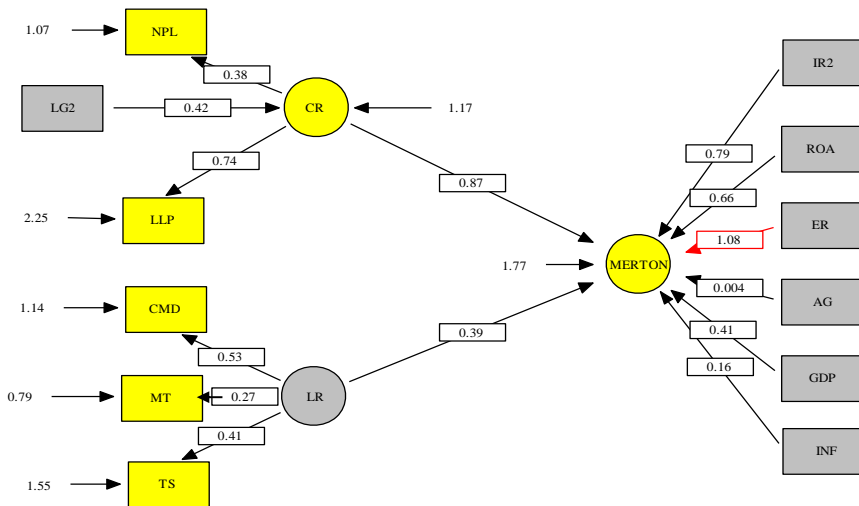 1.07
NPL
IR2
0.38
LG2
0.42
CR
1.17
ROA
0.79
0.74
0.87
0.66
LLP
2.25
ER
1.08
1.77
MERTON
0.004
AG
CMD
1.14
0.39
0.41
0.53
0.16
GDP
0.79
MT
0.27
LR
0.41
INF
1.55
TS